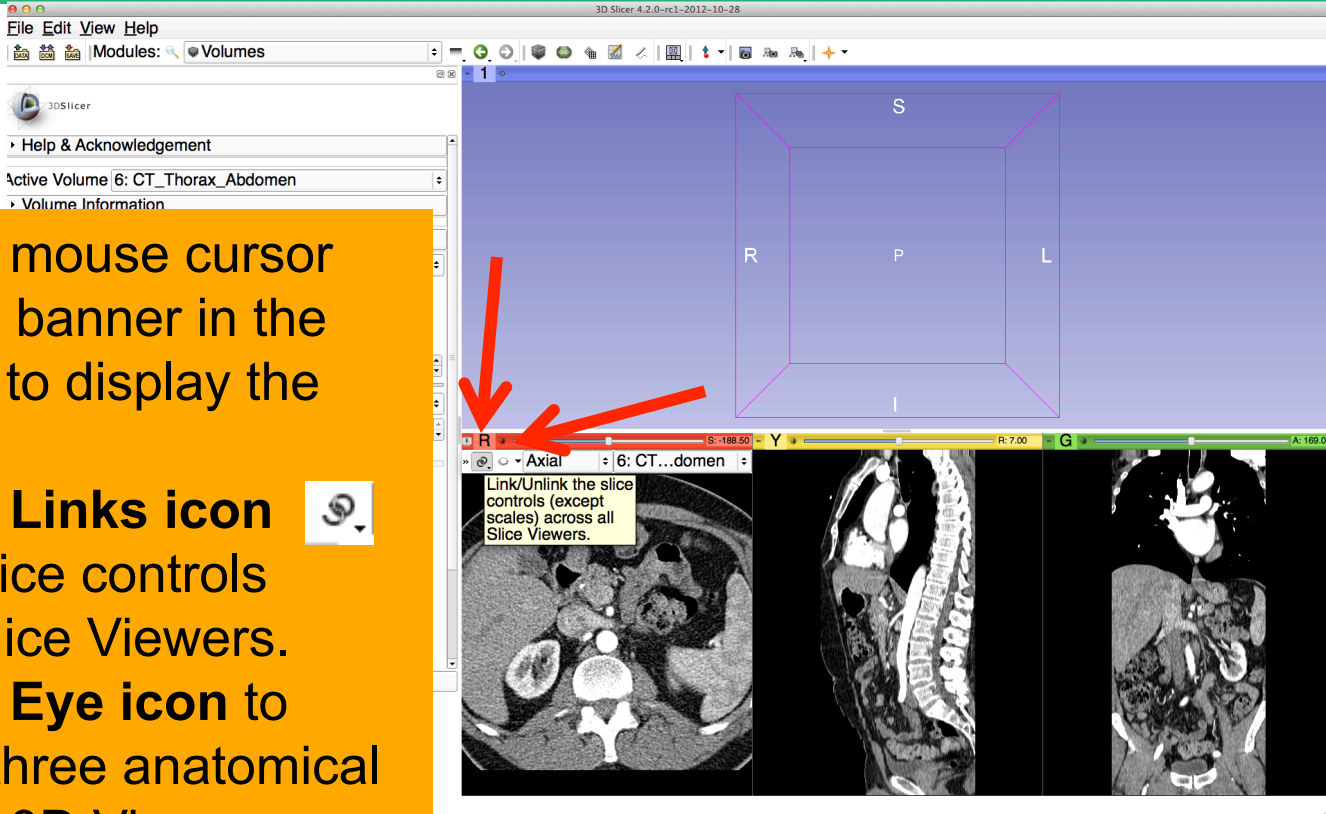 3D Slicer 4.2.0-rc1-2012-10-28
File Edit View Help
DATA DCM SAVE Modules: Volumes
1
3DSlicer
Help & Acknowledgement
Active Volume 6: CT_Thorax_Abdomen
Volume Information
mouse cursor
banner in the
to display the
Links icon
ice controls
ice Viewers.
Eye icon to
hree anatomical
S
R P L
I
R S: -188.50
Y R: 7.00
G A: 169.0
Axial 6: CT...domen
Link/Unlink the slice
controls (except
scales) across all
Slice Viewers.